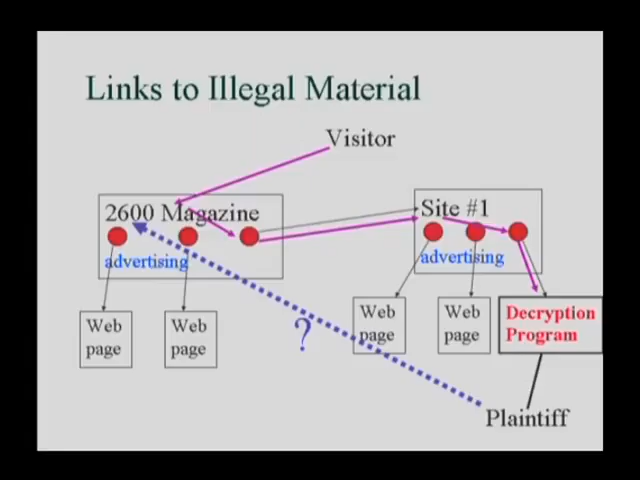 Links to Illegal Material
Visitor
2600 Magazine
Site #1
advertising
advertising
Web
page
Web
page
Web
page
Web
page
Decryption
Program
?
Plaintiff